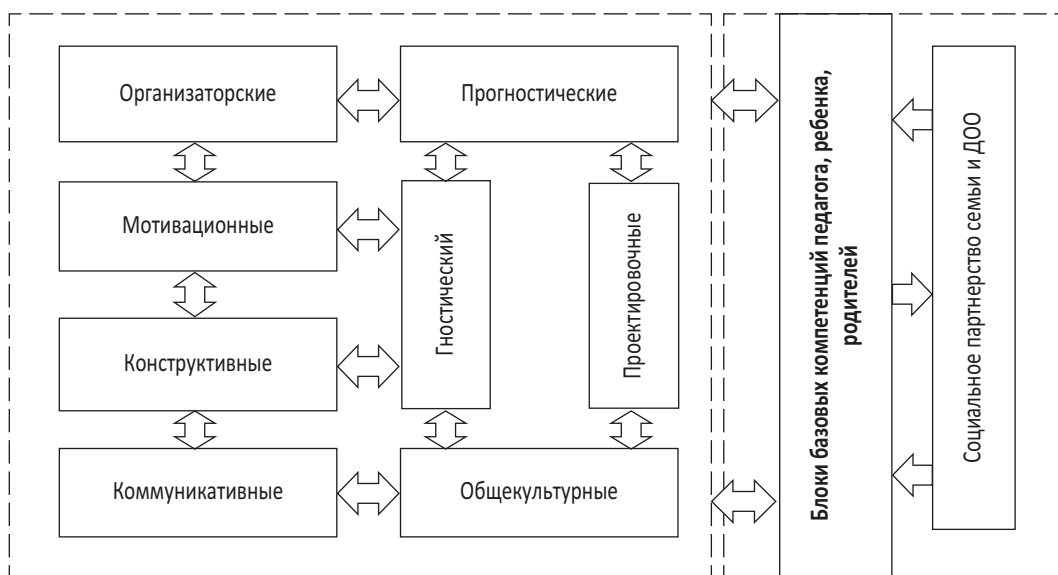 Организаторские
Прогностические
Мотивационные
Конструктивные
Гностический
Проектировочные
Коммуникативные
Общекультурные
Блоки базовых компетенций педагога, ребенка,
родителей
Социальное партнерство семьи и ДОО